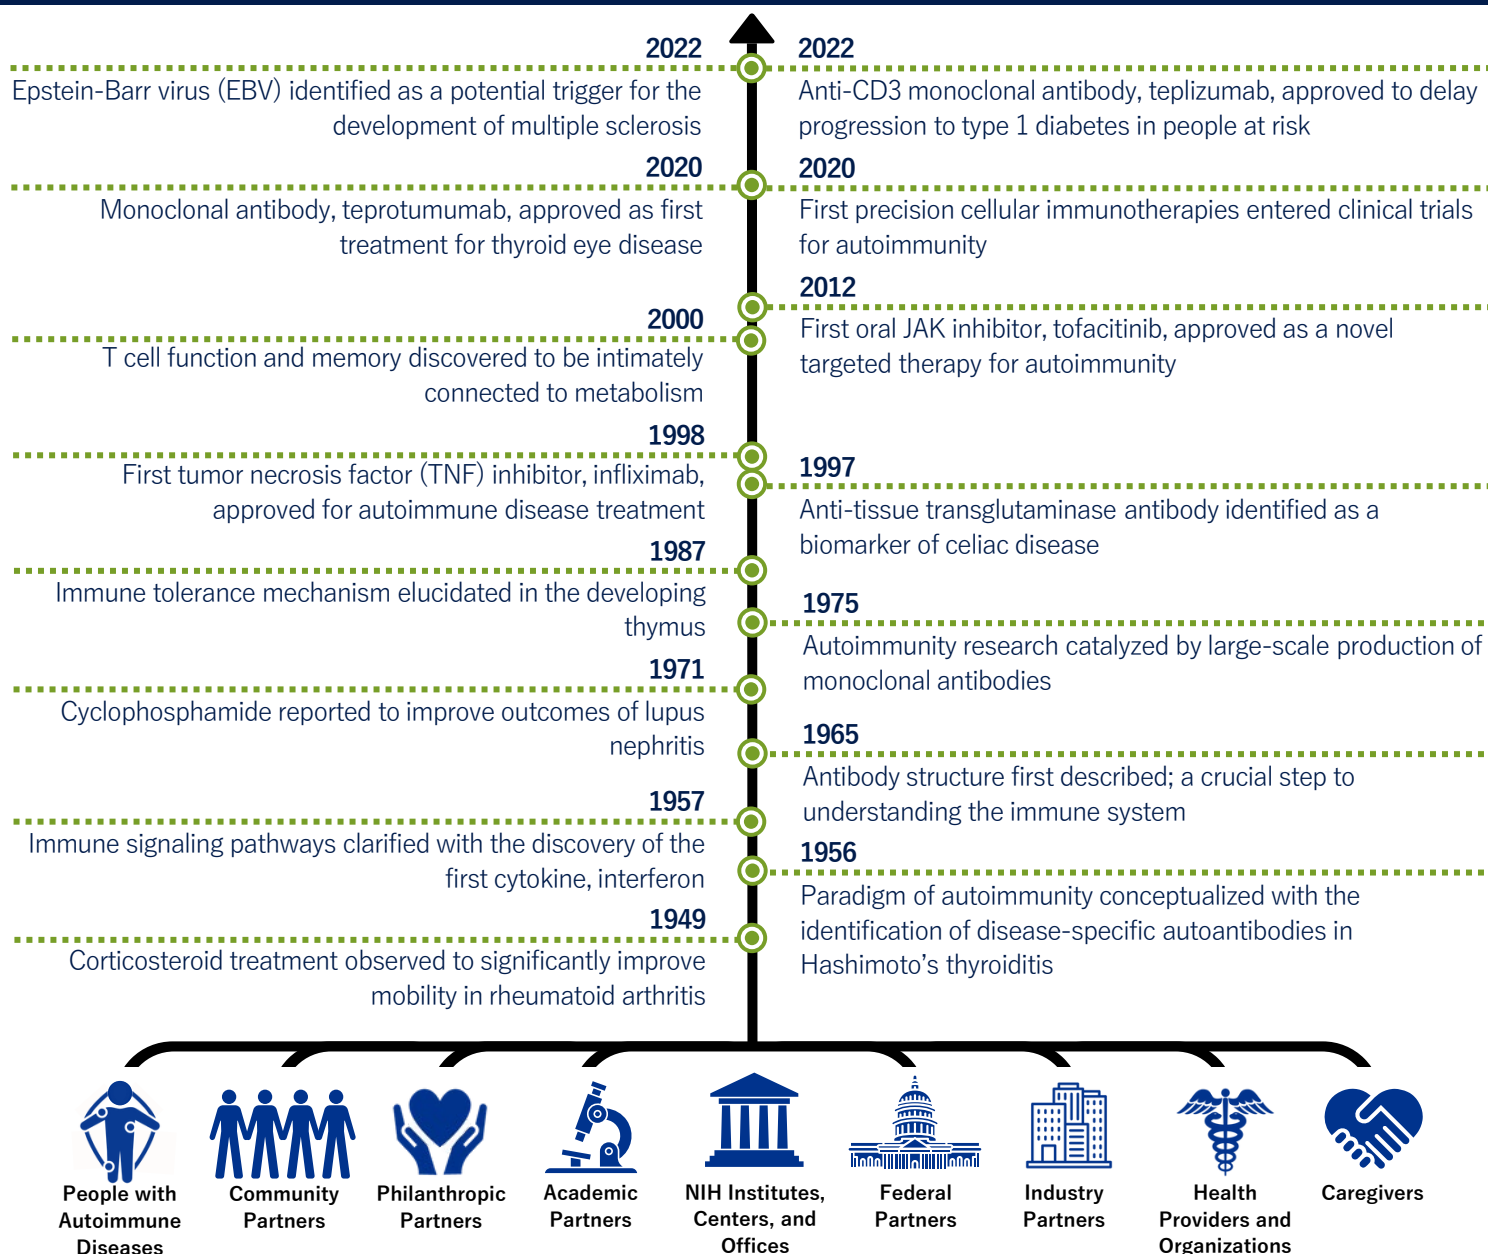 2022
Epstein-Barr virus (EBV) identified as a potential trigger for the
development of multiple sclerosis
2022
Anti-CD3 monoclonal antibody, teplizumab, approved to delay
progression to type 1 diabetes in people at risk
2020
Monoclonal antibody, teprotumumab, approved as first
treatment for thyroid eye disease
2020
First precision cellular immunotherapies entered clinical trials
for autoimmunity
2012
First oral JAK inhibitor, tofacitinib, approved as a novel
targeted therapy for autoimmunity
2000
T cell function and memory discovered to be intimately
connected to metabolism
1998
First tumor necrosis factor (TNF) inhibitor, infliximab,
approved for autoimmune disease treatment
1997
Anti-tissue transglutaminase antibody identified as a
biomarker of celiac disease
1987
Immune tolerance mechanism elucidated in the developing
thymus
1975
Autoimmunity research catalyzed by large-scale production of
monoclonal antibodies
1971
Cyclophosphamide reported to improve outcomes of lupus
nephritis
1965
Antibody structure first described; a crucial step to
understanding the immune system
1957
Immune signaling pathways clarified with the discovery of the
first cytokine, interferon
1956
Paradigm of autoimmunity conceptualized with the
identification of disease-specific autoantibodies in
Hashimoto's thyroiditis
1949
Corticosteroid treatment observed to significantly improve
mobility in rheumatoid arthritis
People with
Autoimmune
Diseases
Community
Partners
Philanthropic
Partners
Academic
Partners
NIH Institutes,
Centers, and
Offices
Federal
Partners
Industry
Partners
Health
Providers and
Organizations
Caregivers